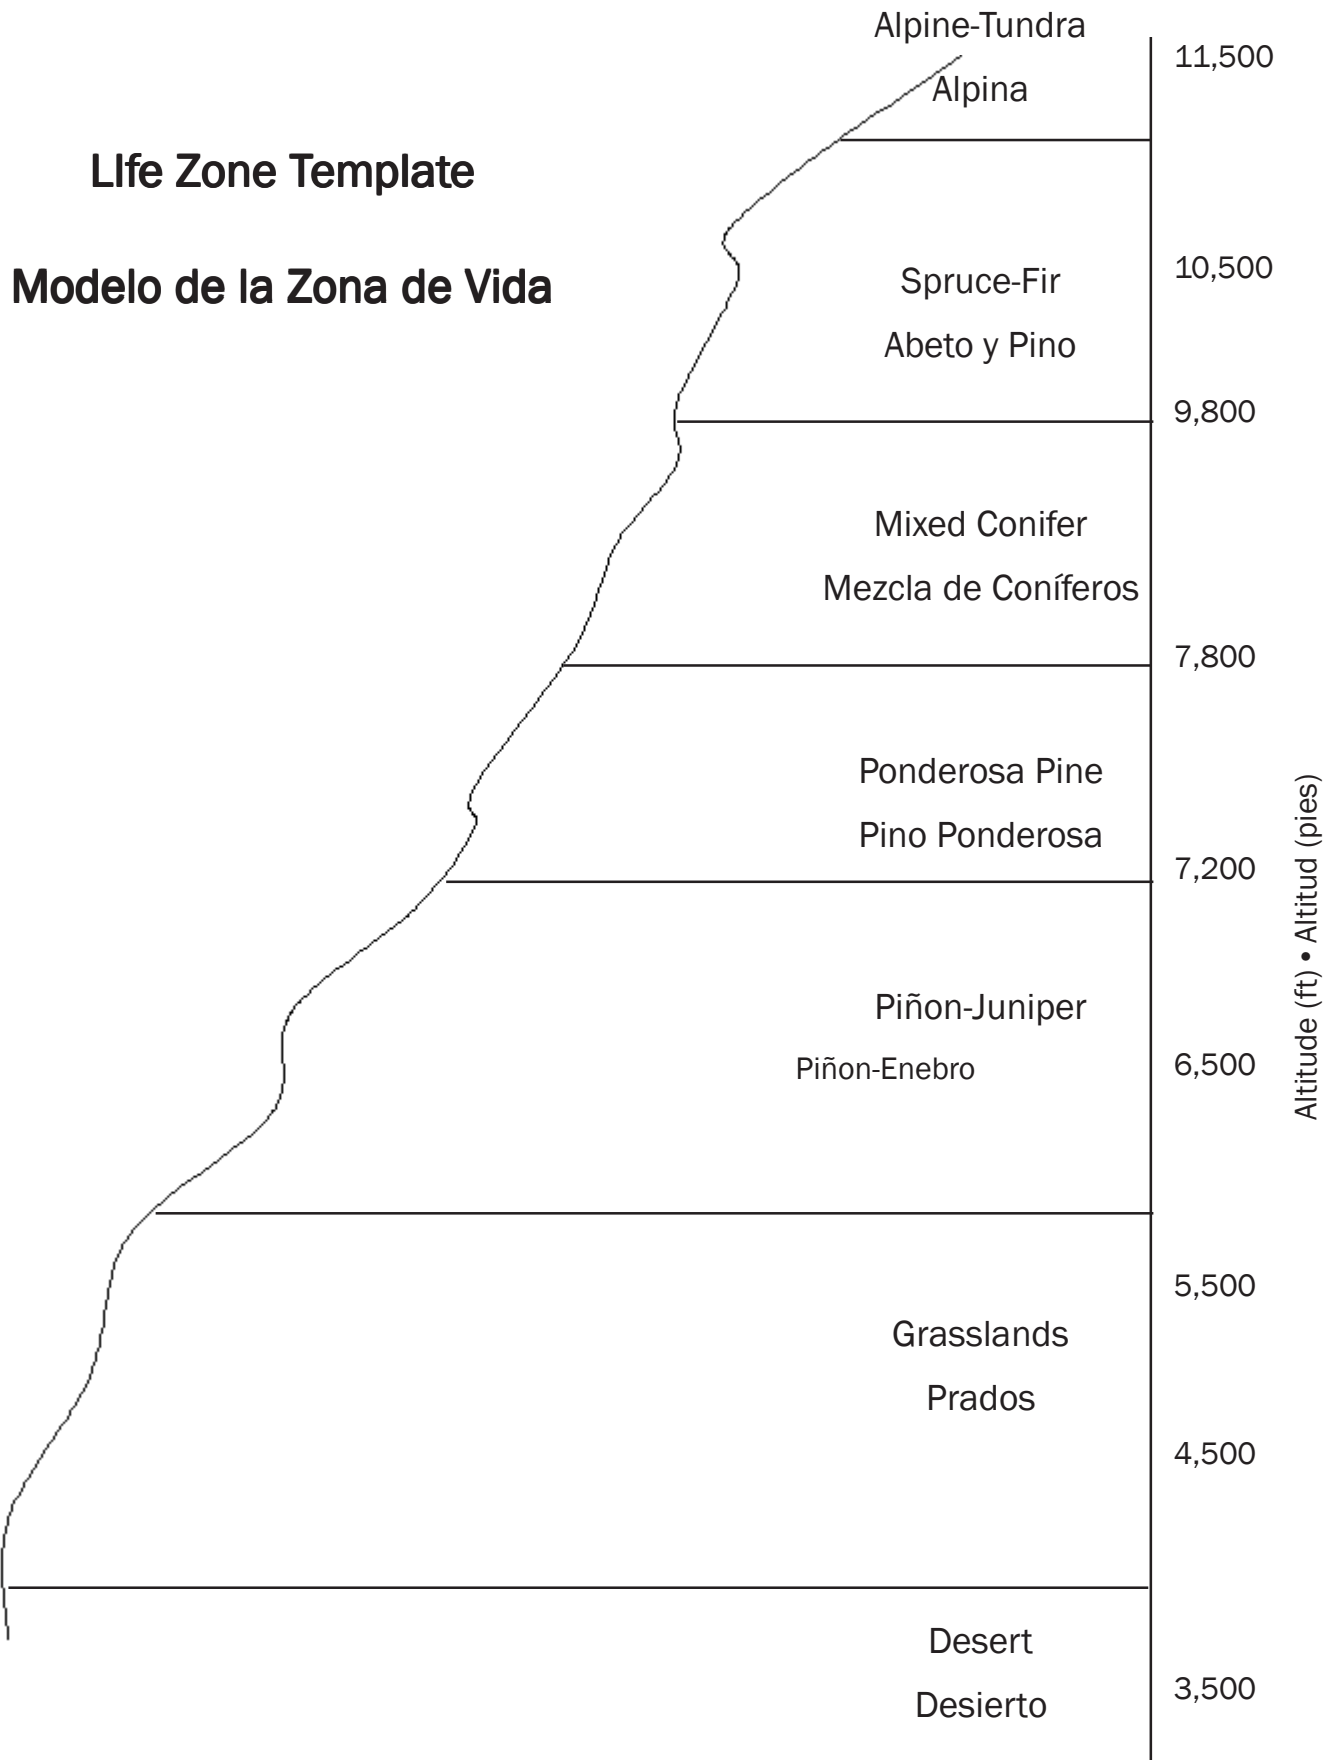 Alpine-Tundra
11,500
Alpina
LIfe Zone Template
Modelo de la Zona de Vida
10,500
Spruce-Fir
Abeto y Pino
9,800
Mixed Conifer
Mezcla de Coníferos
7,800
Ponderosa Pine
Pino Ponderosa
7,200
Altitude (ft) • Altitud (pies)
Piñon-Juniper
Piñon-Enebro
6,500
5,500
Grasslands
Prados
4,500
Desert
3,500
Desierto